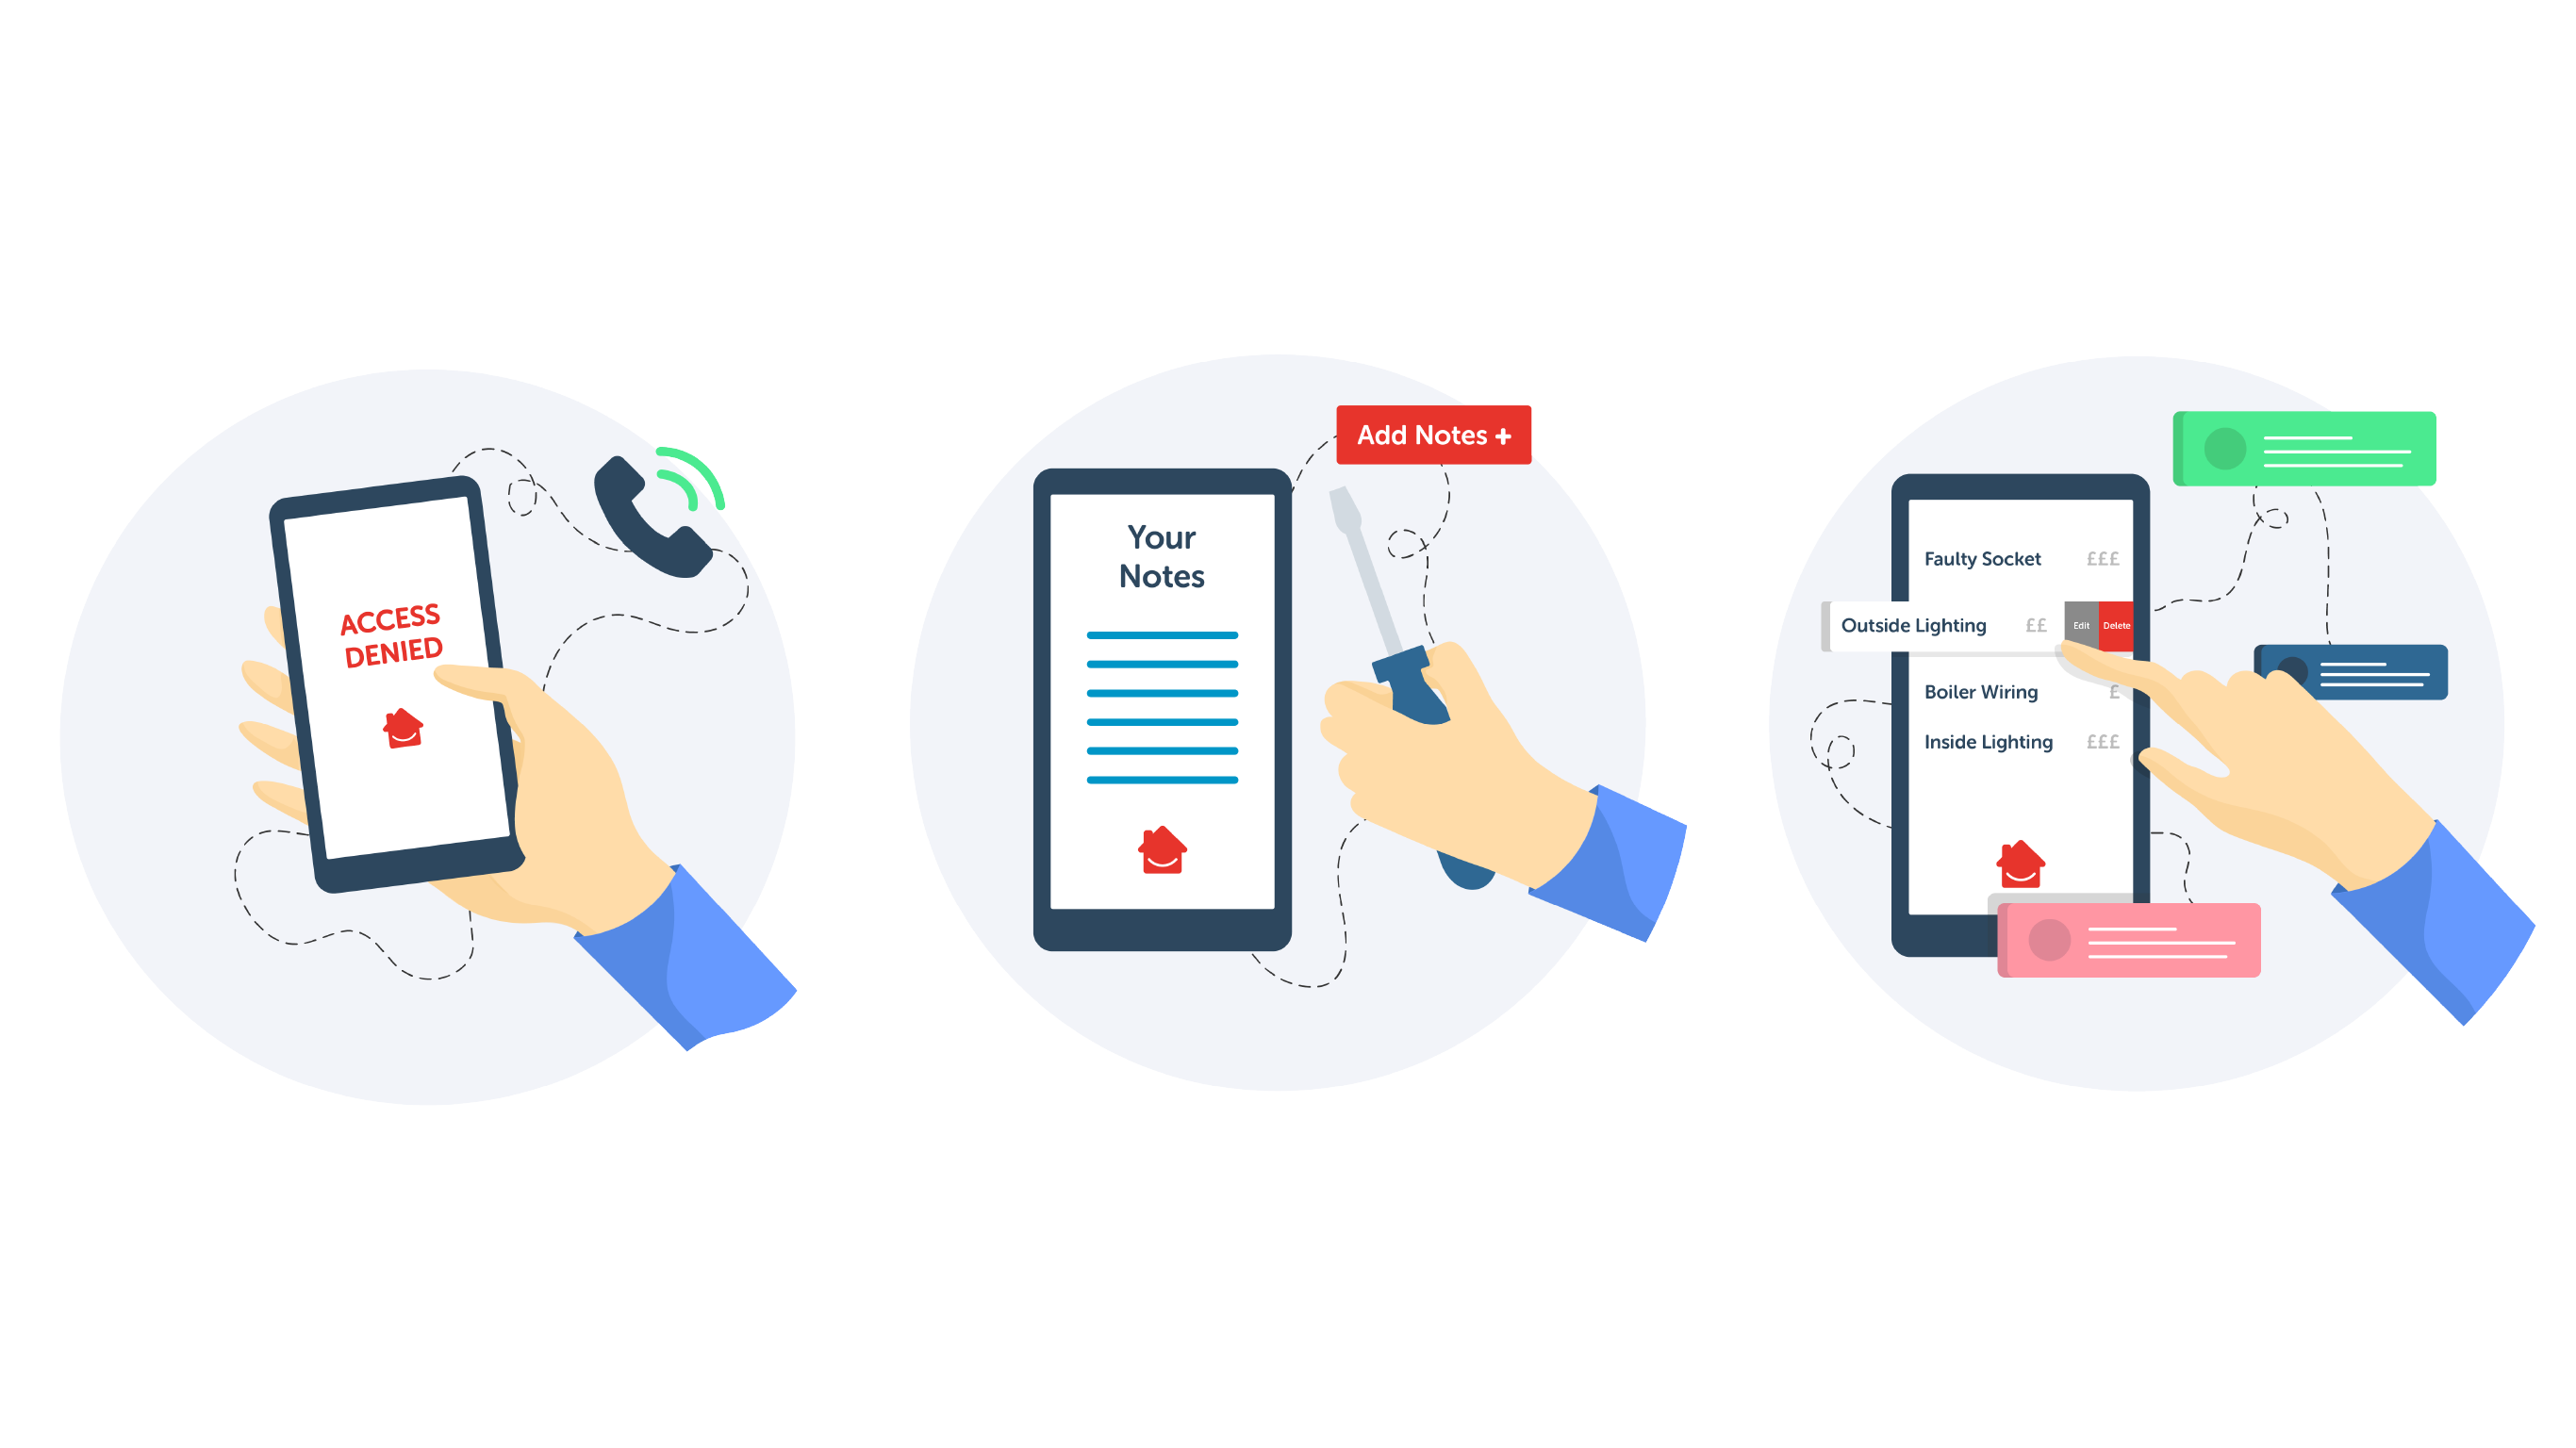 ACCESS
DENIED
Add Notes +
Your
Notes
Faulty Socket £££
Outside Lighting ££ Edit Delete
Boiler Wiring £
Inside Lighting £££